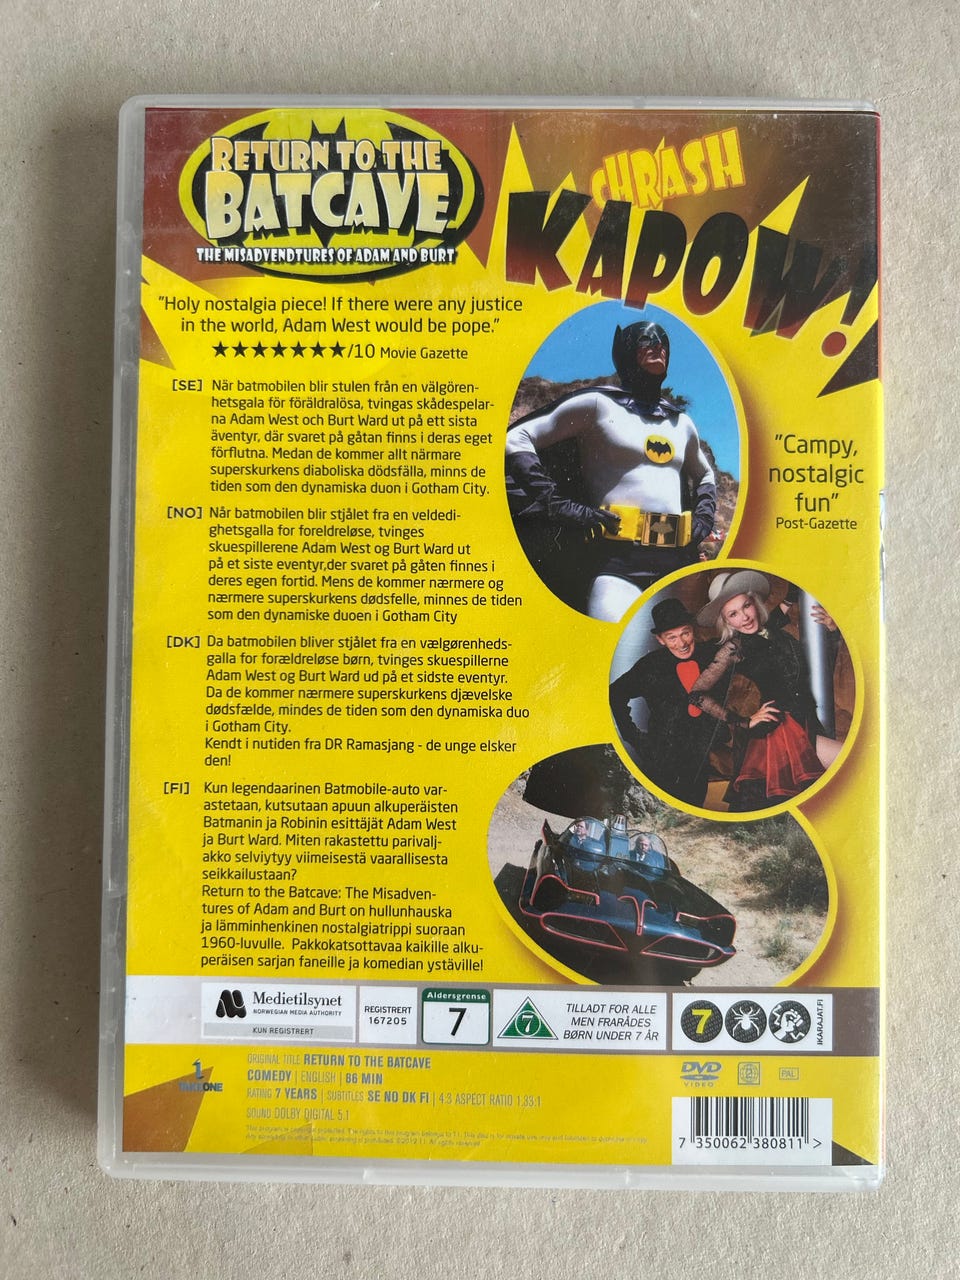 RETURN TO THE
BATCAVE
THE MISADVENDTURES OF ADAM AND BURT
CHRASH
KAPOW!
"Holy nostalgia piece! If there were any justice
in the world, Adam West would be pope."
★★★★★★★/10 Movie Gazette
[SE] När batmobilen blir stulen från en välgören-
hetsgala för föräldralösa, tvingas skådespelar-
na Adam West och Burt Ward ut på ett sista
äventyr, där svaret på gåtan finns i deras eget
förflutna. Medan de kommer allt närmare
superskurkens diaboliska dödsfälla, minns de
tiden som den dynamiska duon i Gotham City.
"Campy,
nostalgic
fun"
Post-Gazette
[NO] Når batmobilen blir stjålet fra en veldedi-
ghetsgalla for foreldreløse, tvinges
skuespillerene Adam West og Burt Ward ut
på et siste eventyr,der svaret på gåten finnes i
deres egen fortid. Mens de kommer nærmere og
nærmere superskurkens dødsfelle, minnes de tiden
som den dynamiske duoen i Gotham City
[DK] Da batmobilen bliver stjålet fra en vælgørenheds-
galla for forældreløse børn, tvinges skuespillerne
Adam West og Burt Ward ud på et sidste eventyr.
Da de kommer nærmere superskurkens djævelske
dødsfælde, mindes de tiden som den dynamiska duo
i Gotham City.
Kendt i nutiden fra DR Ramasjang - de unge elsker
den!
[FI] Kun legendaarinen Batmobile-auto var-
astetaan, kutsutaan apuun alkuperäisten
Batmanin ja Robinin esittäjät Adam West
ja Burt Ward. Miten rakastettu parivalj-
akko selviytyy viimeisestä vaarallisesta
seikkailustaan?
Return to the Batcave: The Misadven-
tures of Adam and Burt on hullunhauska
ja lämminhenkinen nostalgiatrippi suoraan
1960-luvulle. Pakkokatsottavaa kaikille alku-
peräisen sarjan faneille ja komedian ystäville!
Medietilsynet
NORWEGIAN MEDIA AUTHORITY
KUN REGISTRERT
REGISTRERT
167205
Aldersgrense
7
7
TILLADT FOR ALLE
MEN FRARÅDES
BØRN UNDER 7 ÅR
7
IKARAJAT.FI
1
TAKE ONE
ORIGINAL TITLE RETURN TO THE BATCAVE
COMEDY | ENGLISH | 86 MIN
RATING 7 YEARS | SUBTITLES SE NO DK FI | 4:3 ASPECT RATIO 1.33:1
SOUND DOLBY DIGITAL 5.1
DVD
VIDEO
2
PAL
7 350062 380811 >